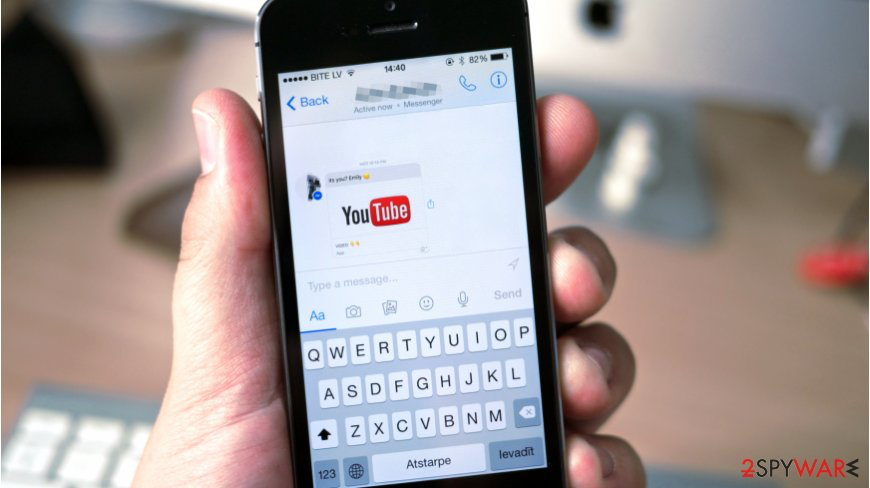 BITE LV 14:40 82%
Back
Active now • Messenger
its you? Emily
YouTube
VIDEO
Type a message...
Aa Send
Q W E R T Y U I O P
A S D F G H J K L
Z X C V B N M
123 Atstarpe Ievadīt
2SPYWARE